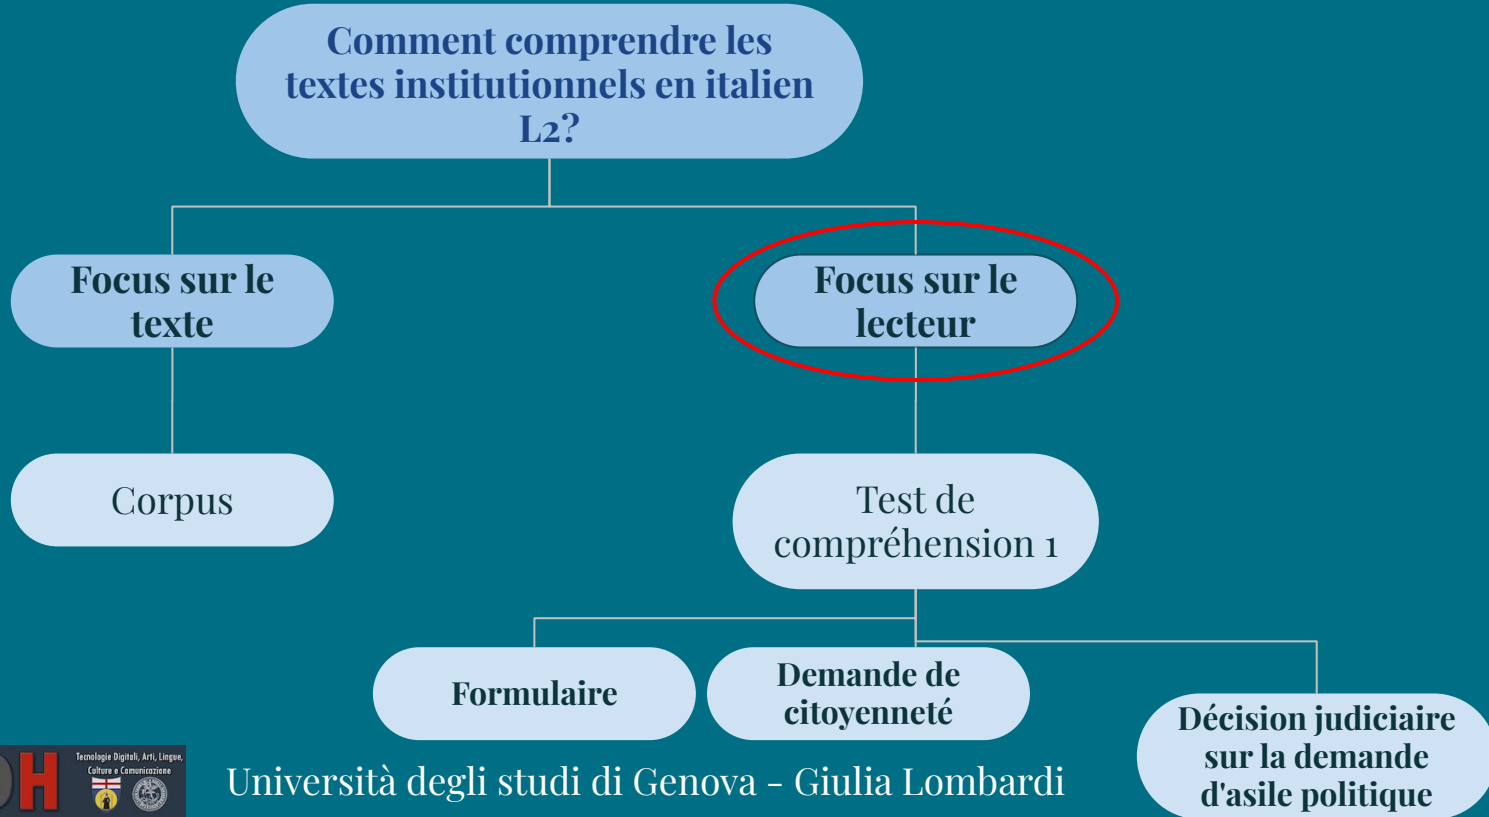 Comment comprendre les
textes institutionnels en italien
L2?
Focus sur le
texte
Focus sur le
lecteur
Corpus
Test de
compréhension 1
Formulaire
Demande de
citoyenneté
Décision judiciaire
sur la demande
d'asile politique
H
Tecnologie Digitali, Arti, Lingue,
Culture e Comunicazione
Università degli studi di Genova - Giulia Lombardi